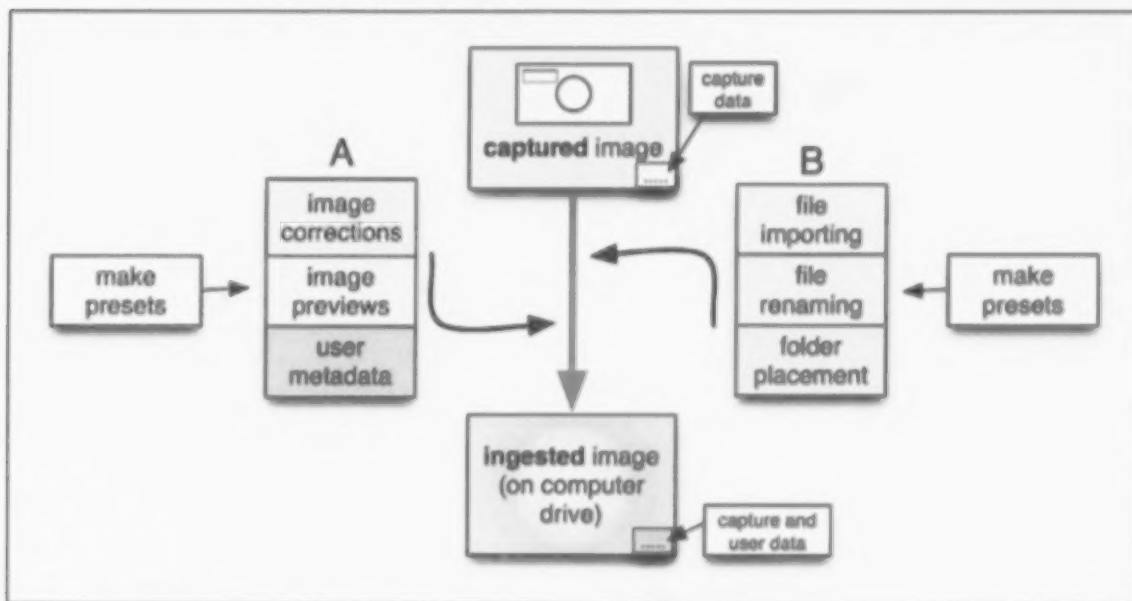 captured image
capture
data
A
image
corrections
image
previews
user
metadata
make
presets
B
file
importing
file
renaming
folder
placement
make
presets
ingested image
(on computer
drive)
capture and
user data